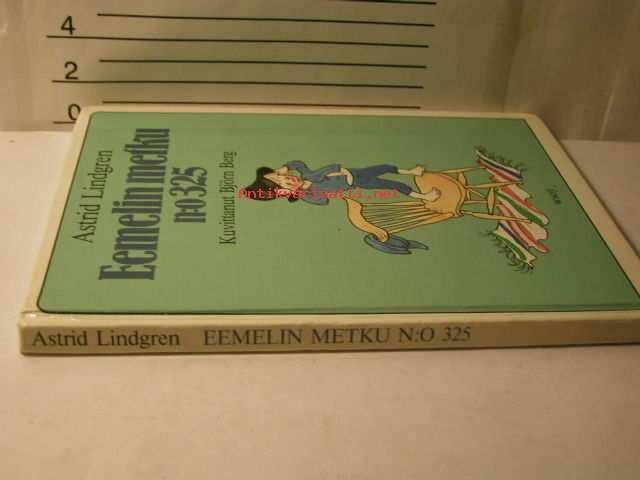 4
2
0
Astrid Lindgren
Eemelin metku
n:o 325
Kuvittanut Björn Berg
Antikvariaatti.net
Astrid Lindgren EEMELIN METKU N:O 325